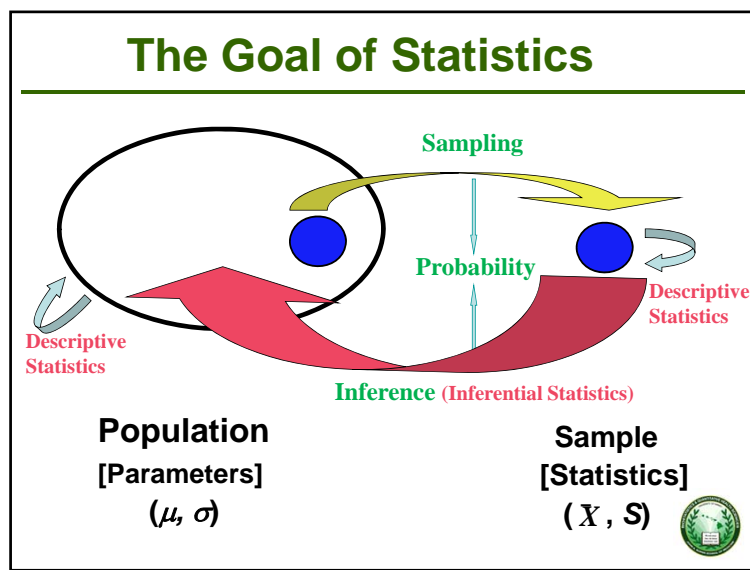 The Goal of Statistics
Sampling
Probability
Descriptive
Statistics
Descriptive
Statistics
Inference (Inferential Statistics)
Population
[Parameters]
(μ, σ)
Sample
[Statistics]
( X̄ , S)